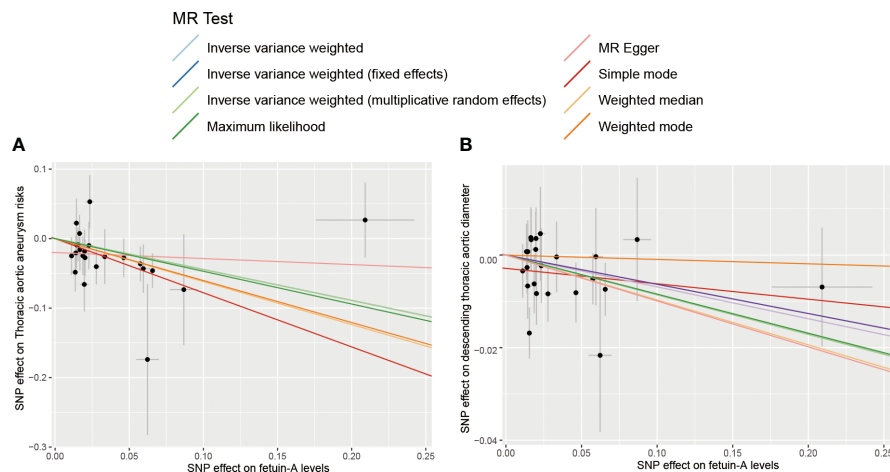 MR Test
Inverse variance weighted
Inverse variance weighted (fixed effects)
Inverse variance weighted (multiplicative random effects)
Maximum likelihood
MR Egger
Simple mode
Weighted median
Weighted mode
A
SNP effect on Thoracic aortic aneurysm risks
0.1
0.0
−0.1
−0.2
−0.3
0.00
0.05
0.10
0.15
0.20
0.25
SNP effect on fetuin-A levels
B
SNP effect on descending thoracic aortic diameter
0.00
−0.02
−0.04
0.00
0.05
0.10
0.15
0.20
0.25
SNP effect on fetuin-A levels